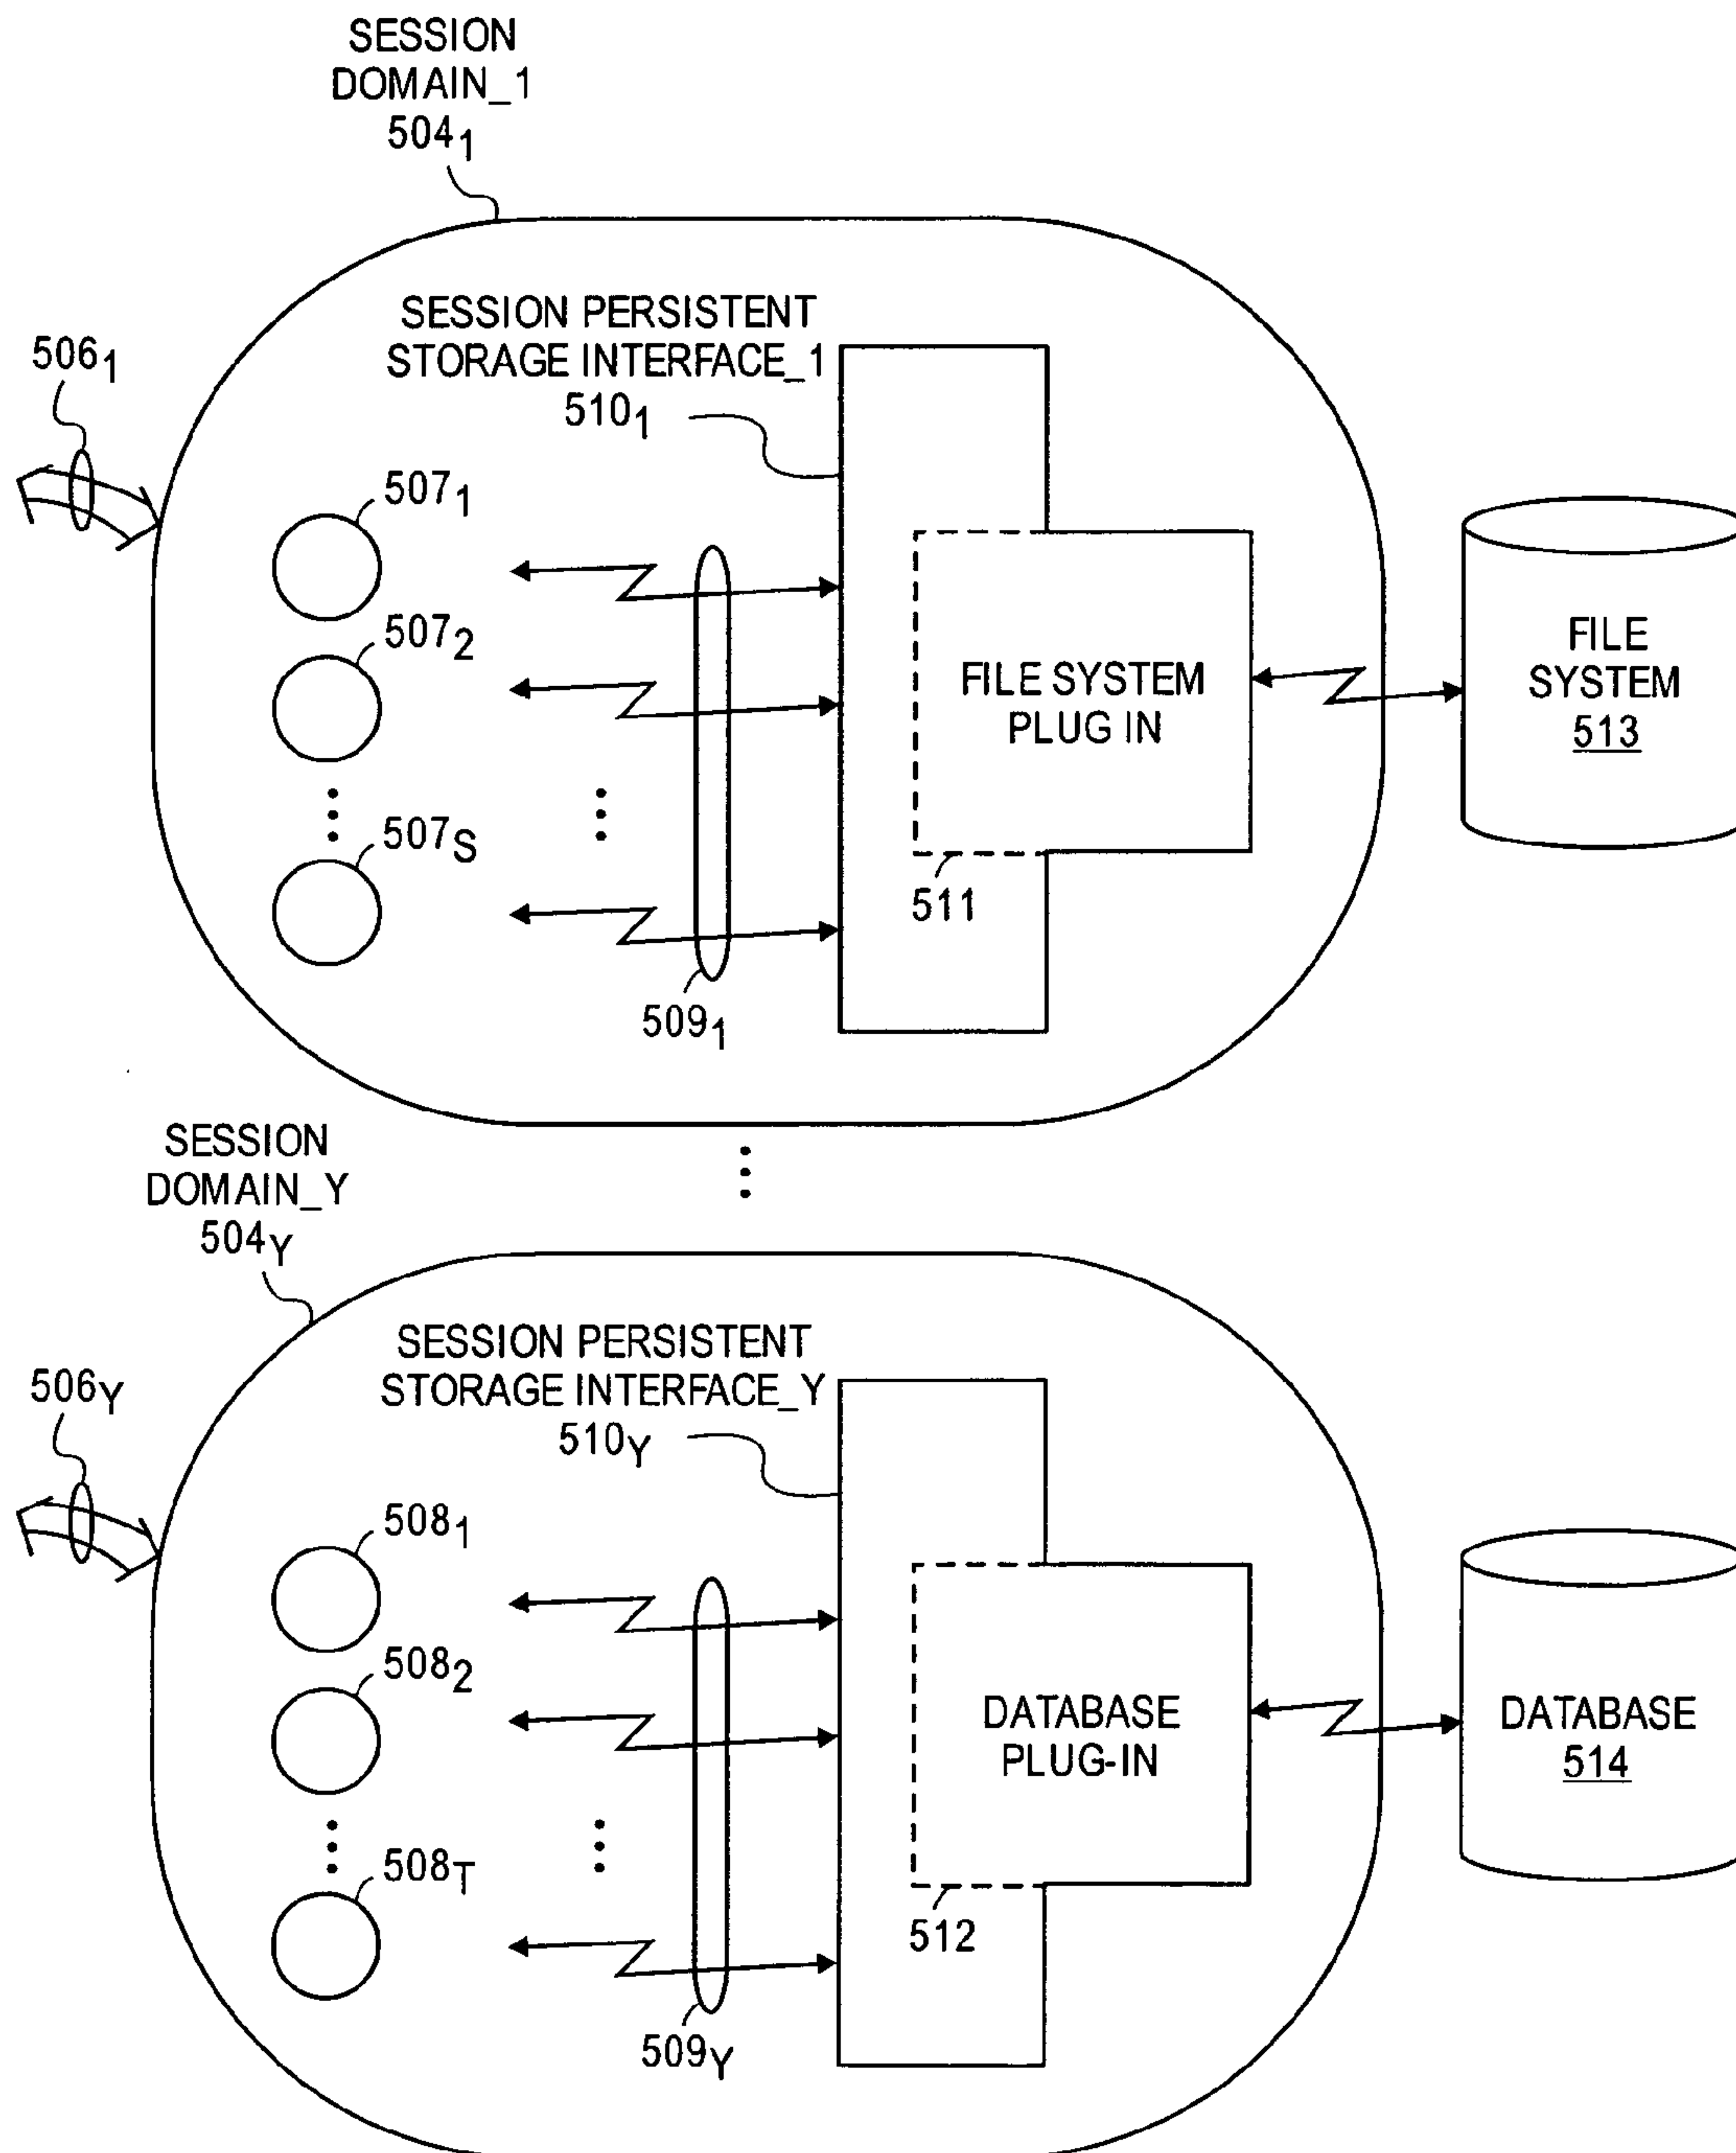 SESSION
DOMAIN_1
504₁
SESSION PERSISTENT
STORAGE INTERFACE_1
510₁
506₁
507₁
507₂
507S
509₁
FILE SYSTEM
PLUG IN
511
FILE
SYSTEM
513
SESSION
DOMAIN_Y
504Y
SESSION PERSISTENT
STORAGE INTERFACE_Y
510Y
506Y
508₁
508₂
508T
509Y
DATABASE
PLUG-IN
512
DATABASE
514